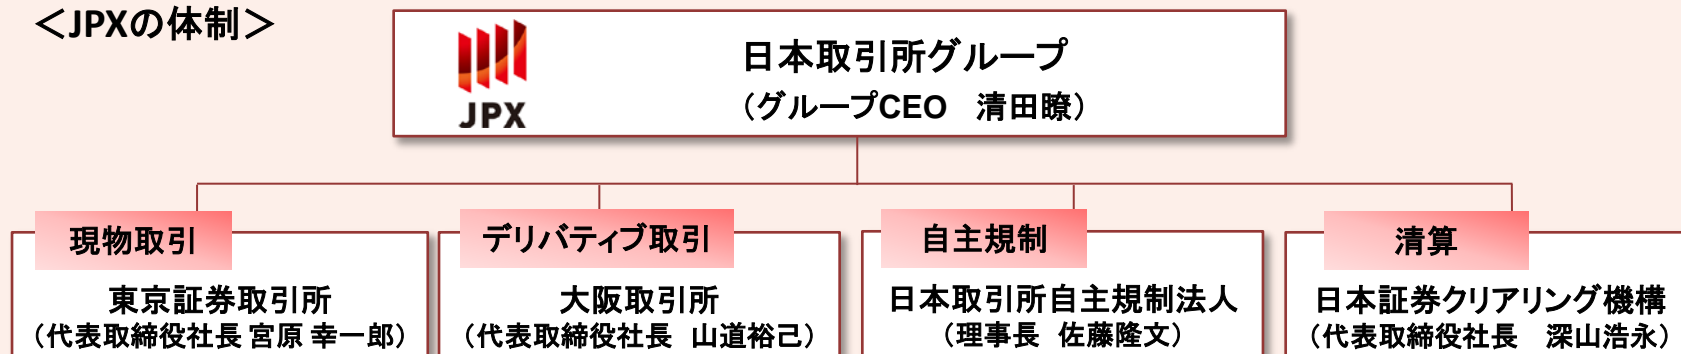 ＜JPXの体制＞
JPX
日本取引所グループ
（グループCEO　清田瞭）
現物取引
東京証券取引所
（代表取締役社長 宮原 幸一郎）
デリバティブ取引
大阪取引所
（代表取締役社長　山道裕己）
自主規制
日本取引所自主規制法人
（理事長　佐藤隆文）
清算
日本証券クリアリング機構
（代表取締役社長　深山浩永）